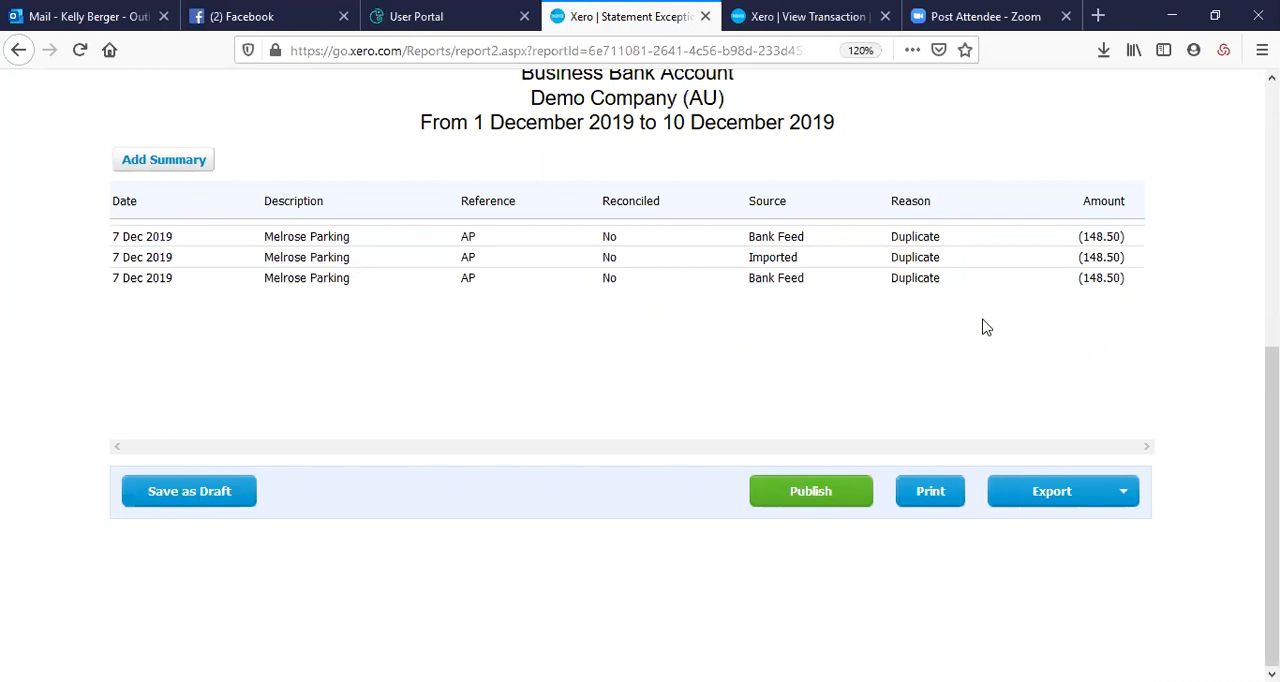 Mail - Kelly Berger - Outl
(2) Facebook
User Portal
Xero | Statement Exceptio
Xero | View Transaction |
Post Attendee - Zoom
https://go.xero.com/Reports/report2.aspx?reportId=6e711081-2641-4c56-b98d-233d45
120%
Business Bank Account
Demo Company (AU)
From 1 December 2019 to 10 December 2019
Add Summary
Date Description Reference Reconciled Source Reason Amount
7 Dec 2019 Melrose Parking AP No Bank Feed Duplicate (148.50)
7 Dec 2019 Melrose Parking AP No Imported Duplicate (148.50)
7 Dec 2019 Melrose Parking AP No Bank Feed Duplicate (148.50)
Save as Draft Publish Print Export